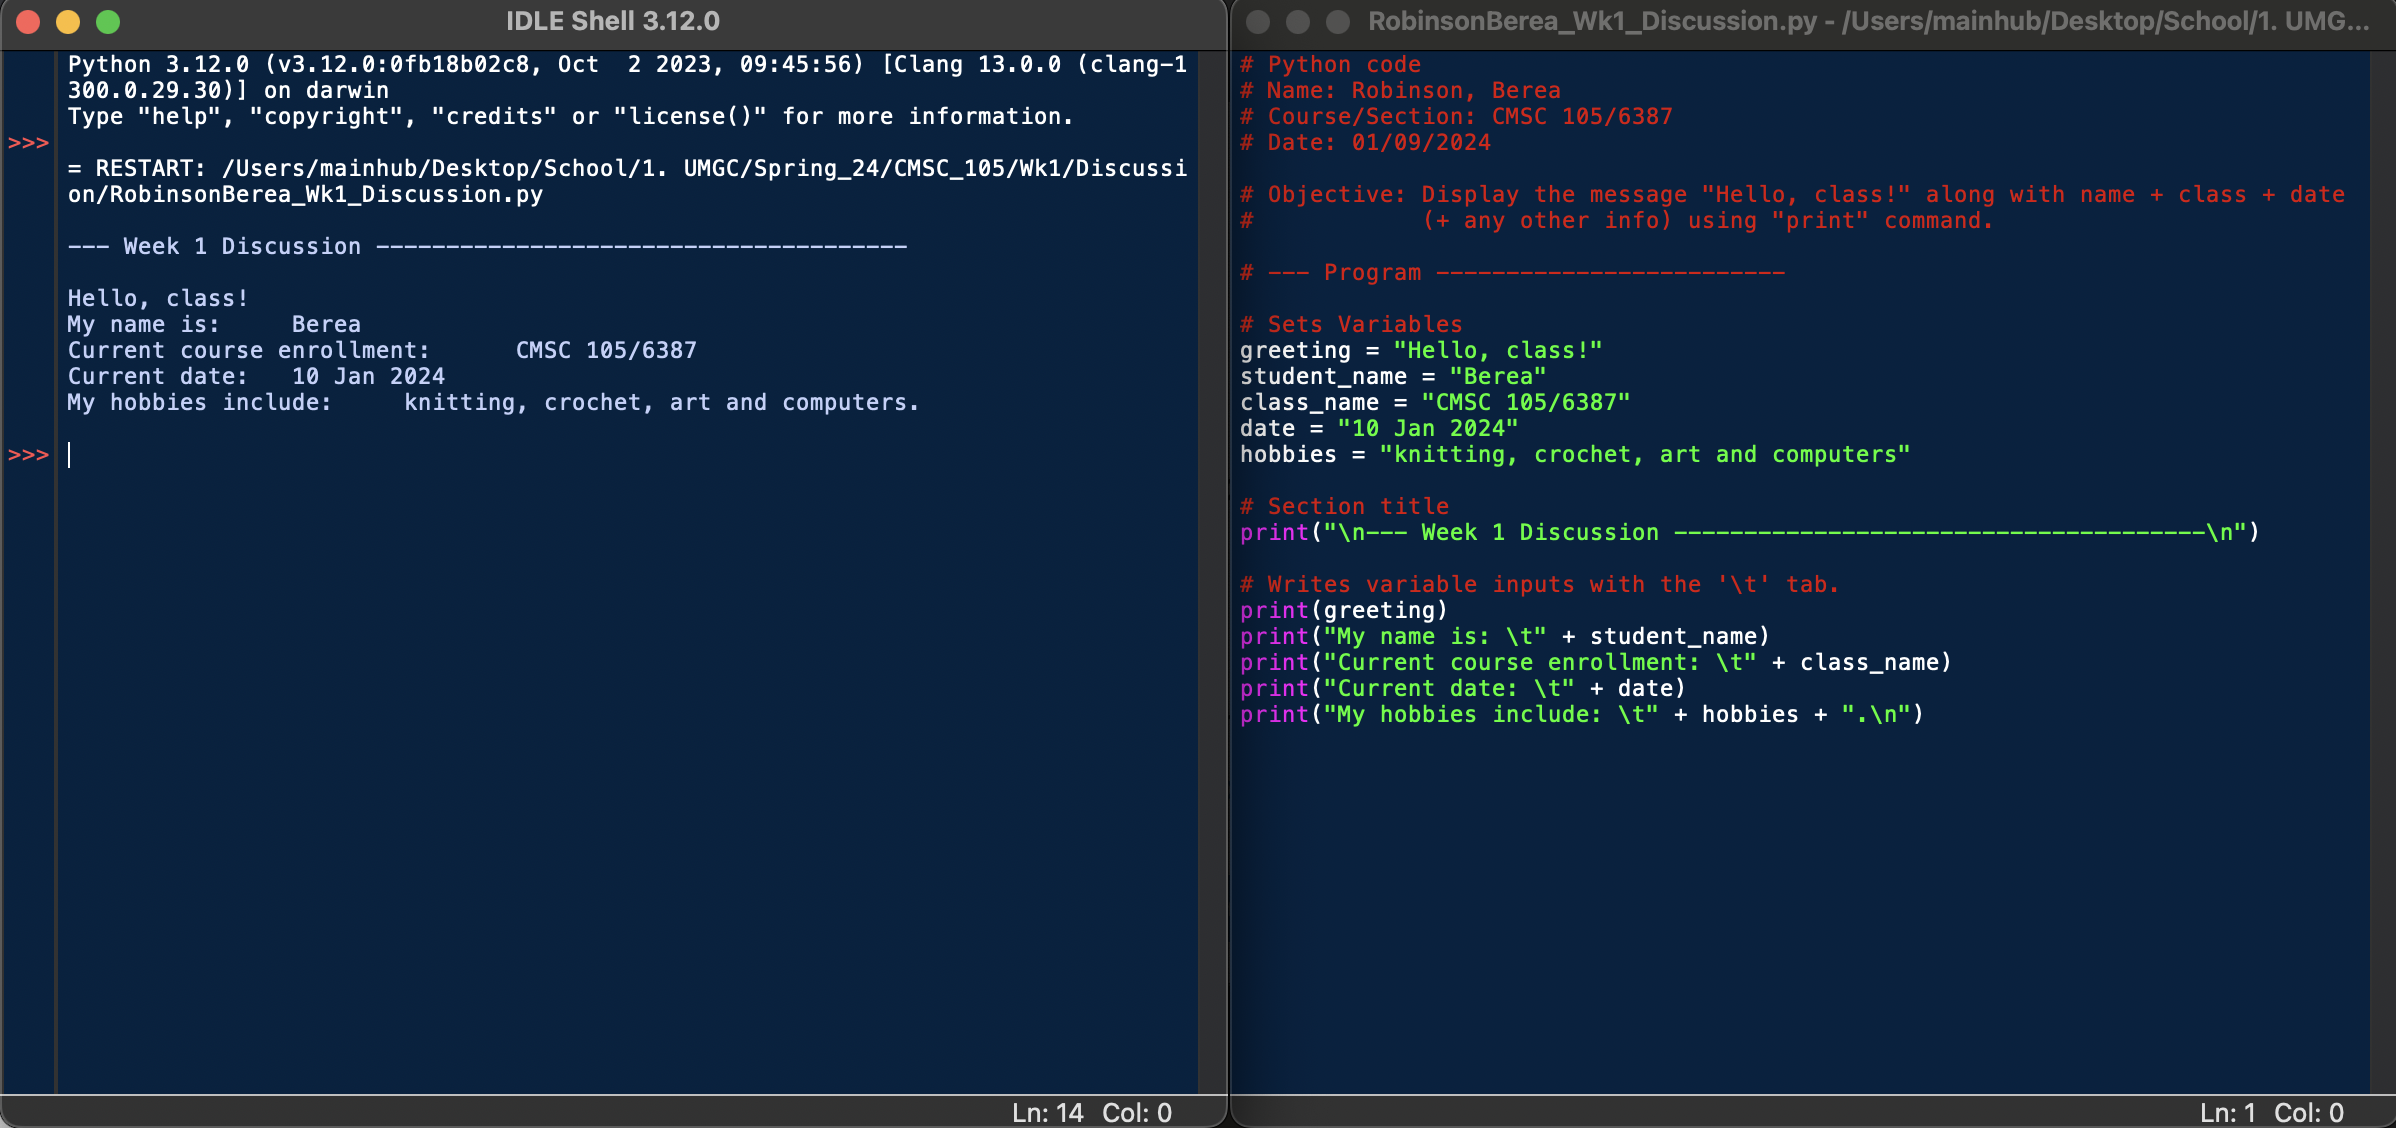 IDLE Shell 3.12.0
Python 3.12.0 (v3.12.0:0fb18b02c8, Oct  2 2023, 09:45:56) [Clang 13.0.0 (clang-1
300.0.29.30)] on darwin
Type "help", "copyright", "credits" or "license()" for more information.
>>>
= RESTART: /Users/mainhub/Desktop/School/1. UMGC/Spring_24/CMSC_105/Wk1/Discussi
on/RobinsonBerea_Wk1_Discussion.py
--- Week 1 Discussion --------------------------------------
Hello, class!
My name is:     Berea
Current course enrollment:      CMSC 105/6387
Current date:   10 Jan 2024
My hobbies include:     knitting, crochet, art and computers.
>>>
Ln: 14  Col: 0
RobinsonBerea_Wk1_Discussion.py - /Users/mainhub/Desktop/School/1. UMG...
# Python code
# Name: Robinson, Berea
# Course/Section: CMSC 105/6387
# Date: 01/09/2024
# Objective: Display the message "Hello, class!" along with name + class + date
#            (+ any other info) using "print" command.
# --- Program -------------------------
# Sets Variables
greeting = "Hello, class!"
student_name = "Berea"
class_name = "CMSC 105/6387"
date = "10 Jan 2024"
hobbies = "knitting, crochet, art and computers"
# Section title
print("\n--- Week 1 Discussion --------------------------------------\n")
# Writes variable inputs with the '\t' tab.
print(greeting)
print("My name is: \t" + student_name)
print("Current course enrollment: \t" + class_name)
print("Current date: \t" + date)
print("My hobbies include: \t" + hobbies + ".\n")
Ln: 1  Col: 0